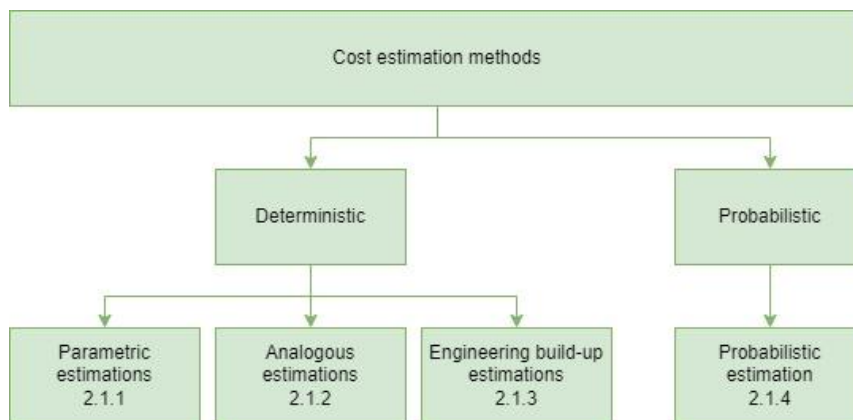 Cost estimation methods
Deterministic
Probabilistic
Parametric
estimations
2.1.1
Analogous
estimations
2.1.2
Engineering build-up
estimations
2.1.3
Probabilistic
estimation
2.1.4